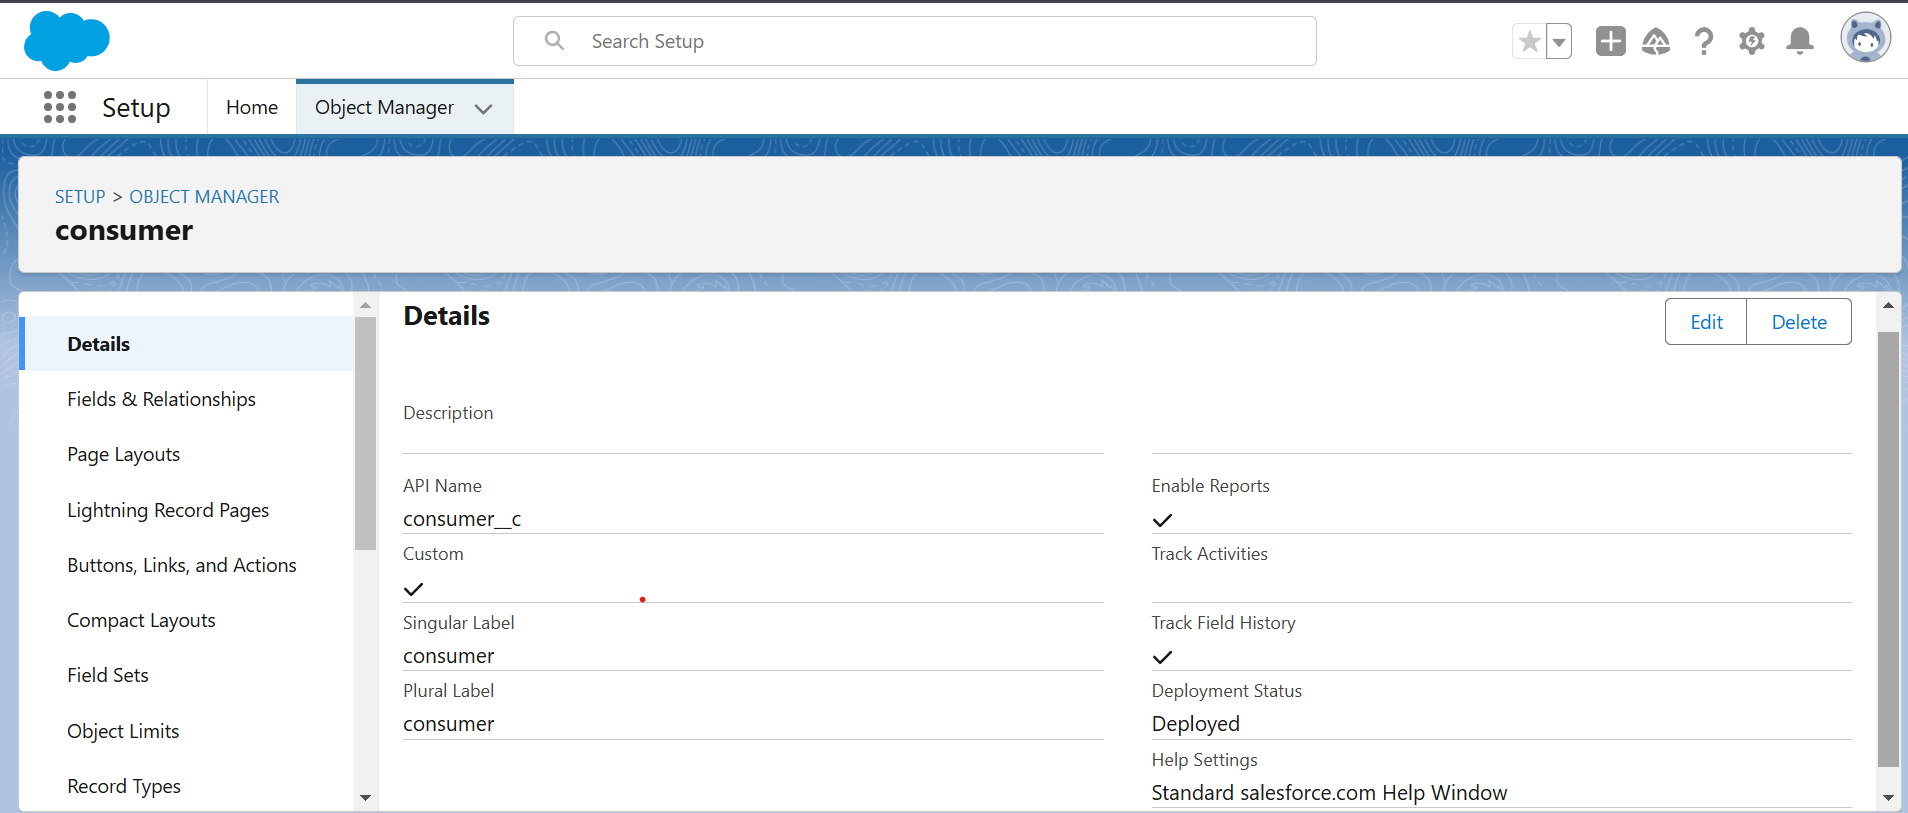 Search Setup
Setup
Home
Object Manager
SETUP > OBJECT MANAGER
consumer
Details
Fields & Relationships
Page Layouts
Lightning Record Pages
Buttons, Links, and Actions
Compact Layouts
Field Sets
Object Limits
Record Types
Details
Edit
Delete
Description
API Name
consumer__c
Custom
Singular Label
consumer
Plural Label
consumer
Enable Reports
Track Activities
Track Field History
Deployment Status
Deployed
Help Settings
Standard salesforce.com Help Window